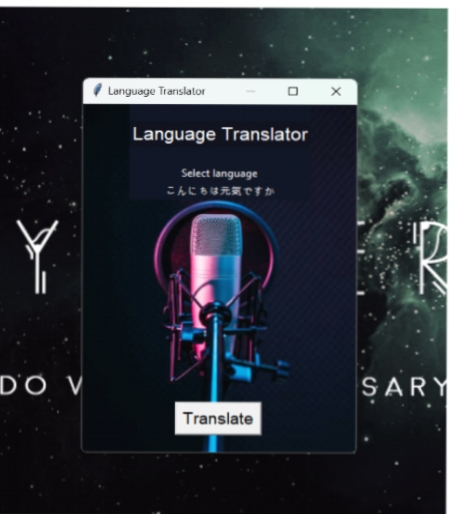 Language Translator
Language Translator
Select language
こんにちは元気ですか
Y ER
DO V SARY
Translate